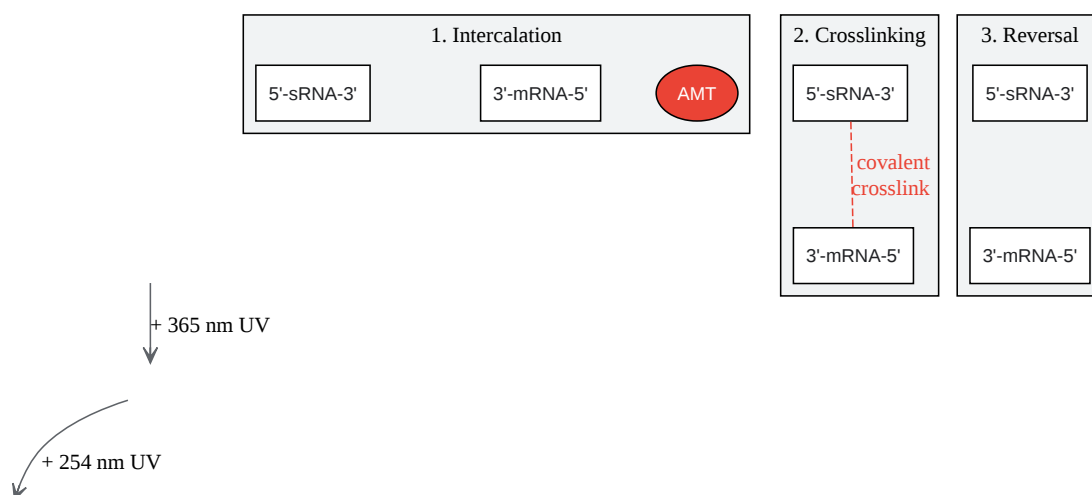 1. Intercalation
5'-sRNA-3'
3'-mRNA-5'
AMT
2. Crosslinking
5'-sRNA-3'
covalent
crosslink
3'-mRNA-5'
3. Reversal
5'-sRNA-3'
3'-mRNA-5'
+ 365 nm UV
+ 254 nm UV